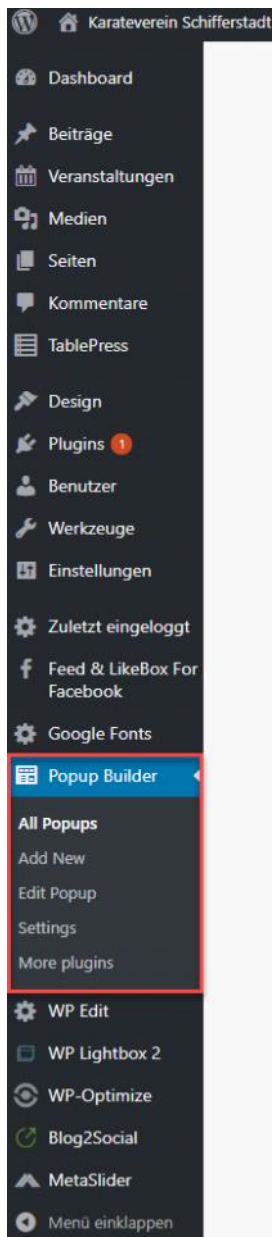 Karateverein Schifferstadt
Dashboard
Beiträge
Veranstaltungen
Medien
Seiten
Kommentare
TablePress
Design
Plugins 1
Benutzer
Werkzeuge
Einstellungen
Zuletzt eingeloggt
Feed & LikeBox For
Facebook
Google Fonts
Popup Builder
All Popups
Add New
Edit Popup
Settings
More plugins
WP Edit
WP Lightbox 2
WP-Optimize
Blog2Social
MetaSlider
Menü einklappen